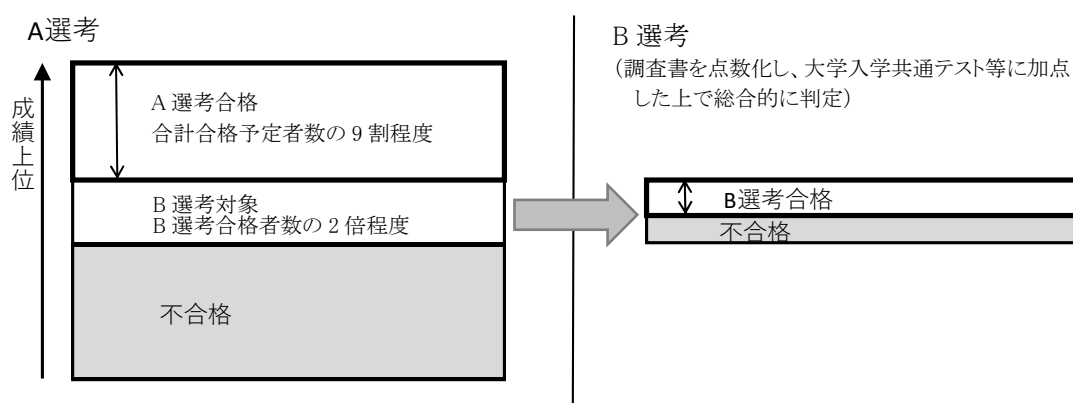 A選考
成績上位
A 選考合格
合計合格予定者数の 9 割程度
B 選考対象
B 選考合格者数の 2 倍程度
不合格
B 選考
(調査書を点数化し、大学入学共通テスト等に加点
した上で総合的に判定)
B選考合格
不合格